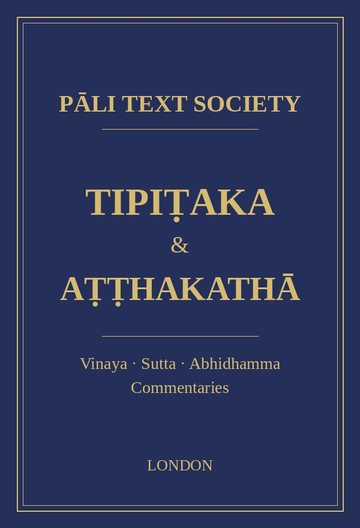 PĀLI TEXT SOCIETY
TIPIṬAKA
&
AṬṬHAKATHĀ
Vinaya · Sutta · Abhidhamma
Commentaries
LONDON